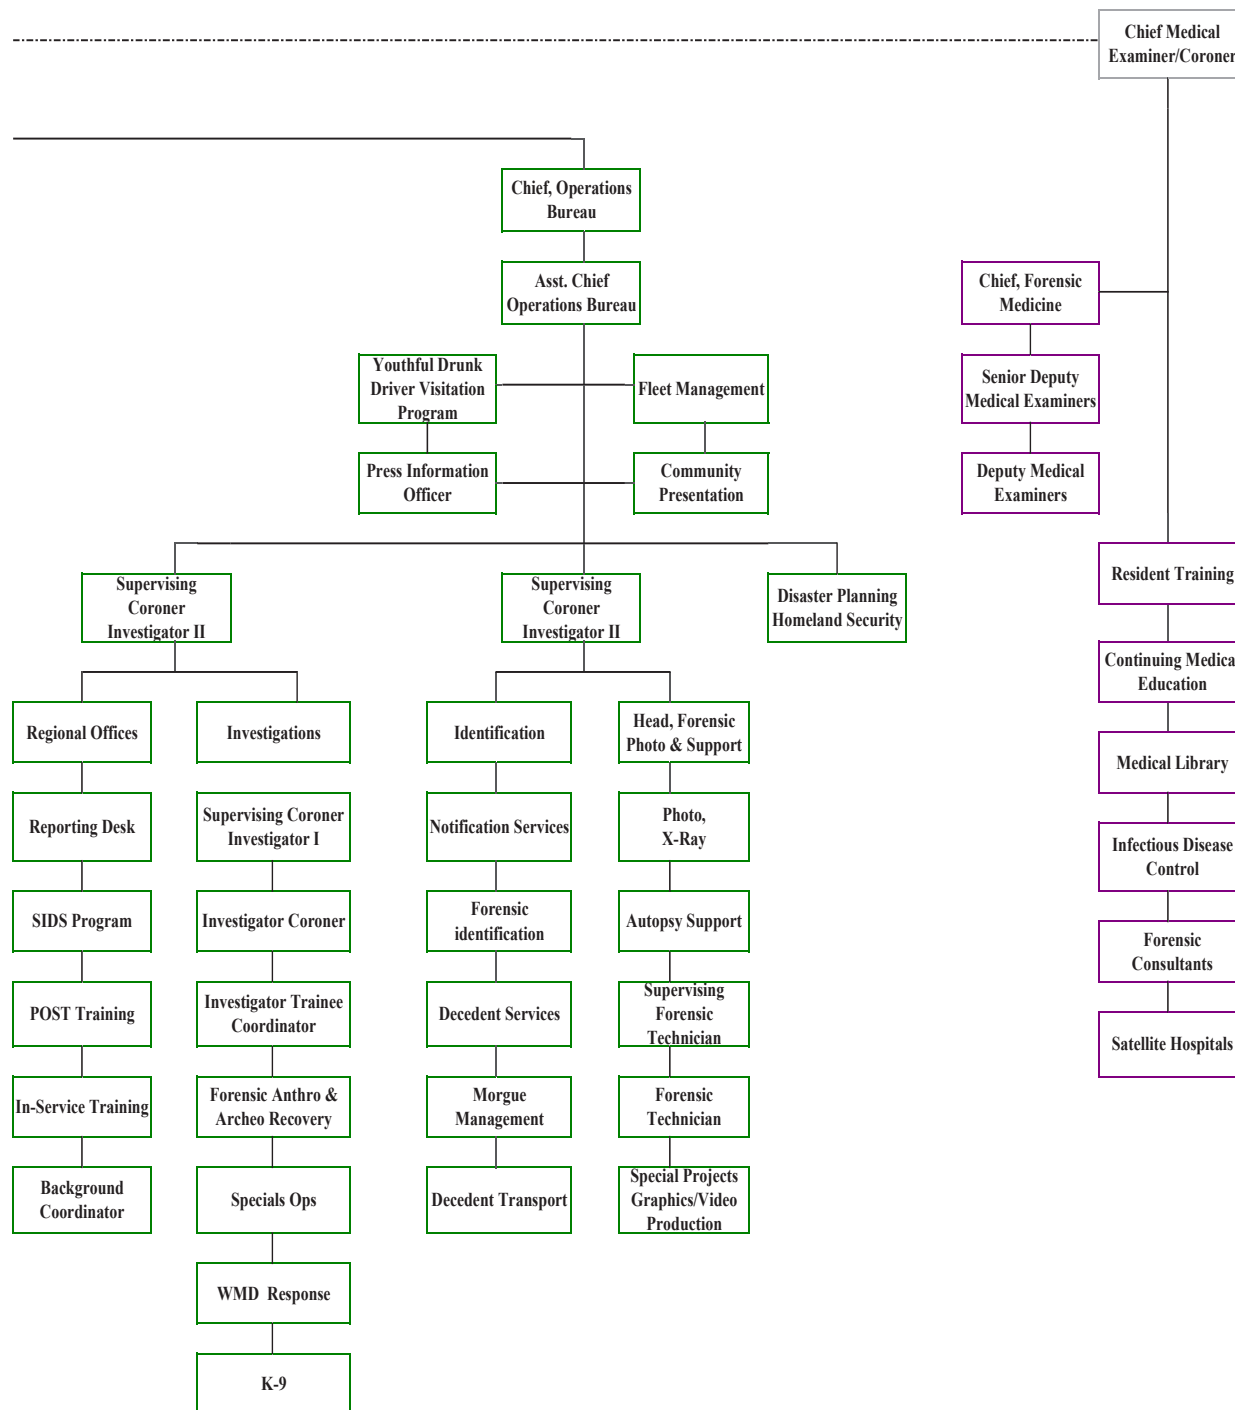 Chief Medical
Examiner/Coroner
Chief, Operations
Bureau
Asst. Chief
Operations Bureau
Chief, Forensic
Medicine
Youthful Drunk
Driver Visitation
Program
Fleet Management
Senior Deputy
Medical Examiners
Press Information
Officer
Community
Presentation
Deputy Medical
Examiners
Supervising
Coroner
Investigator II
Supervising
Coroner
Investigator II
Disaster Planning
Homeland Security
Resident Training
Continuing Medical
Education
Regional Offices
Investigations
Identification
Head, Forensic
Photo & Support
Medical Library
Reporting Desk
Supervising Coroner
Investigator I
Notification Services
Photo,
X-Ray
Infectious Disease
Control
SIDS Program
Investigator Coroner
Forensic
identification
Autopsy Support
Forensic
Consultants
POST Training
Investigator Trainee
Coordinator
Decedent Services
Supervising
Forensic
Technician
Satellite Hospitals
In-Service Training
Forensic Anthro &
Archeo Recovery
Morgue
Management
Forensic
Technician
Background
Coordinator
Specials Ops
Decedent Transport
Special Projects
Graphics/Video
Production
WMD  Response
K-9